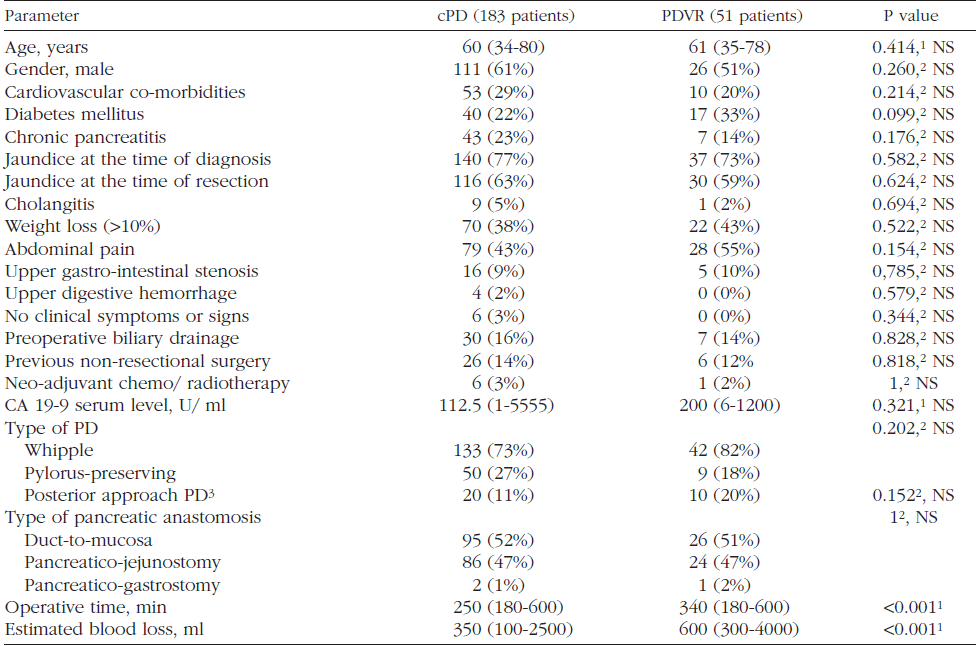 Parameter cPD (183 patients) PDVR (51 patients) P value
Age, years 60 (34-80) 61 (35-78) 0.414,¹ NS
Gender, male 111 (61%) 26 (51%) 0.260,² NS
Cardiovascular co-morbidities 53 (29%) 10 (20%) 0.214,² NS
Diabetes mellitus 40 (22%) 17 (33%) 0.099,² NS
Chronic pancreatitis 43 (23%) 7 (14%) 0.176,² NS
Jaundice at the time of diagnosis 140 (77%) 37 (73%) 0.582,² NS
Jaundice at the time of resection 116 (63%) 30 (59%) 0.624,² NS
Cholangitis 9 (5%) 1 (2%) 0.694,² NS
Weight loss (>10%) 70 (38%) 22 (43%) 0.522,² NS
Abdominal pain 79 (43%) 28 (55%) 0.154,² NS
Upper gastro-intestinal stenosis 16 (9%) 5 (10%) 0,785,² NS
Upper digestive hemorrhage 4 (2%) 0 (0%) 0.579,² NS
No clinical symptoms or signs 6 (3%) 0 (0%) 0.344,² NS
Preoperative biliary drainage 30 (16%) 7 (14%) 0.828,² NS
Previous non-resectional surgery 26 (14%) 6 (12% 0.818,² NS
Neo-adjuvant chemo/ radiotherapy 6 (3%) 1 (2%) 1,² NS
CA 19-9 serum level, U/ ml 112.5 (1-5555) 200 (6-1200) 0.321,¹ NS
Type of PD 0.202,² NS
Whipple 133 (73%) 42 (82%)
Pylorus-preserving 50 (27%) 9 (18%)
Posterior approach PD³ 20 (11%) 10 (20%) 0.152², NS
Type of pancreatic anastomosis 1², NS
Duct-to-mucosa 95 (52%) 26 (51%)
Pancreatico-jejunostomy 86 (47%) 24 (47%)
Pancreatico-gastrostomy 2 (1%) 1 (2%)
Operative time, min 250 (180-600) 340 (180-600) <0.001¹
Estimated blood loss, ml 350 (100-2500) 600 (300-4000) <0.001¹